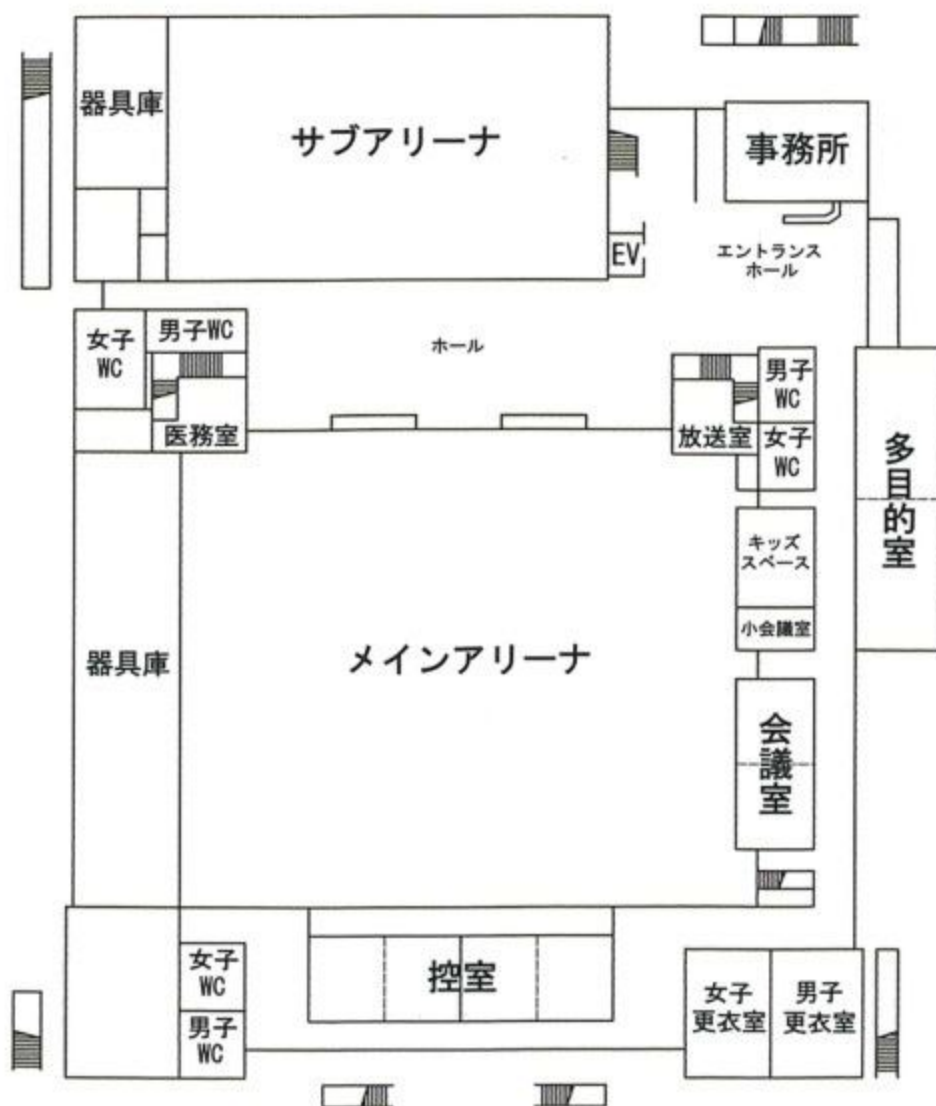 器具庫
サブアリーナ
事務所
EV
エントランス
ホール
女子
WC
男子WC
ホール
医務室
放送室
男子
WC
女子
WC
多目的室
キッズ
スペース
小会議室
器具庫
メインアリーナ
会議室
女子
WC
男子
WC
控室
女子
更衣室
男子
更衣室